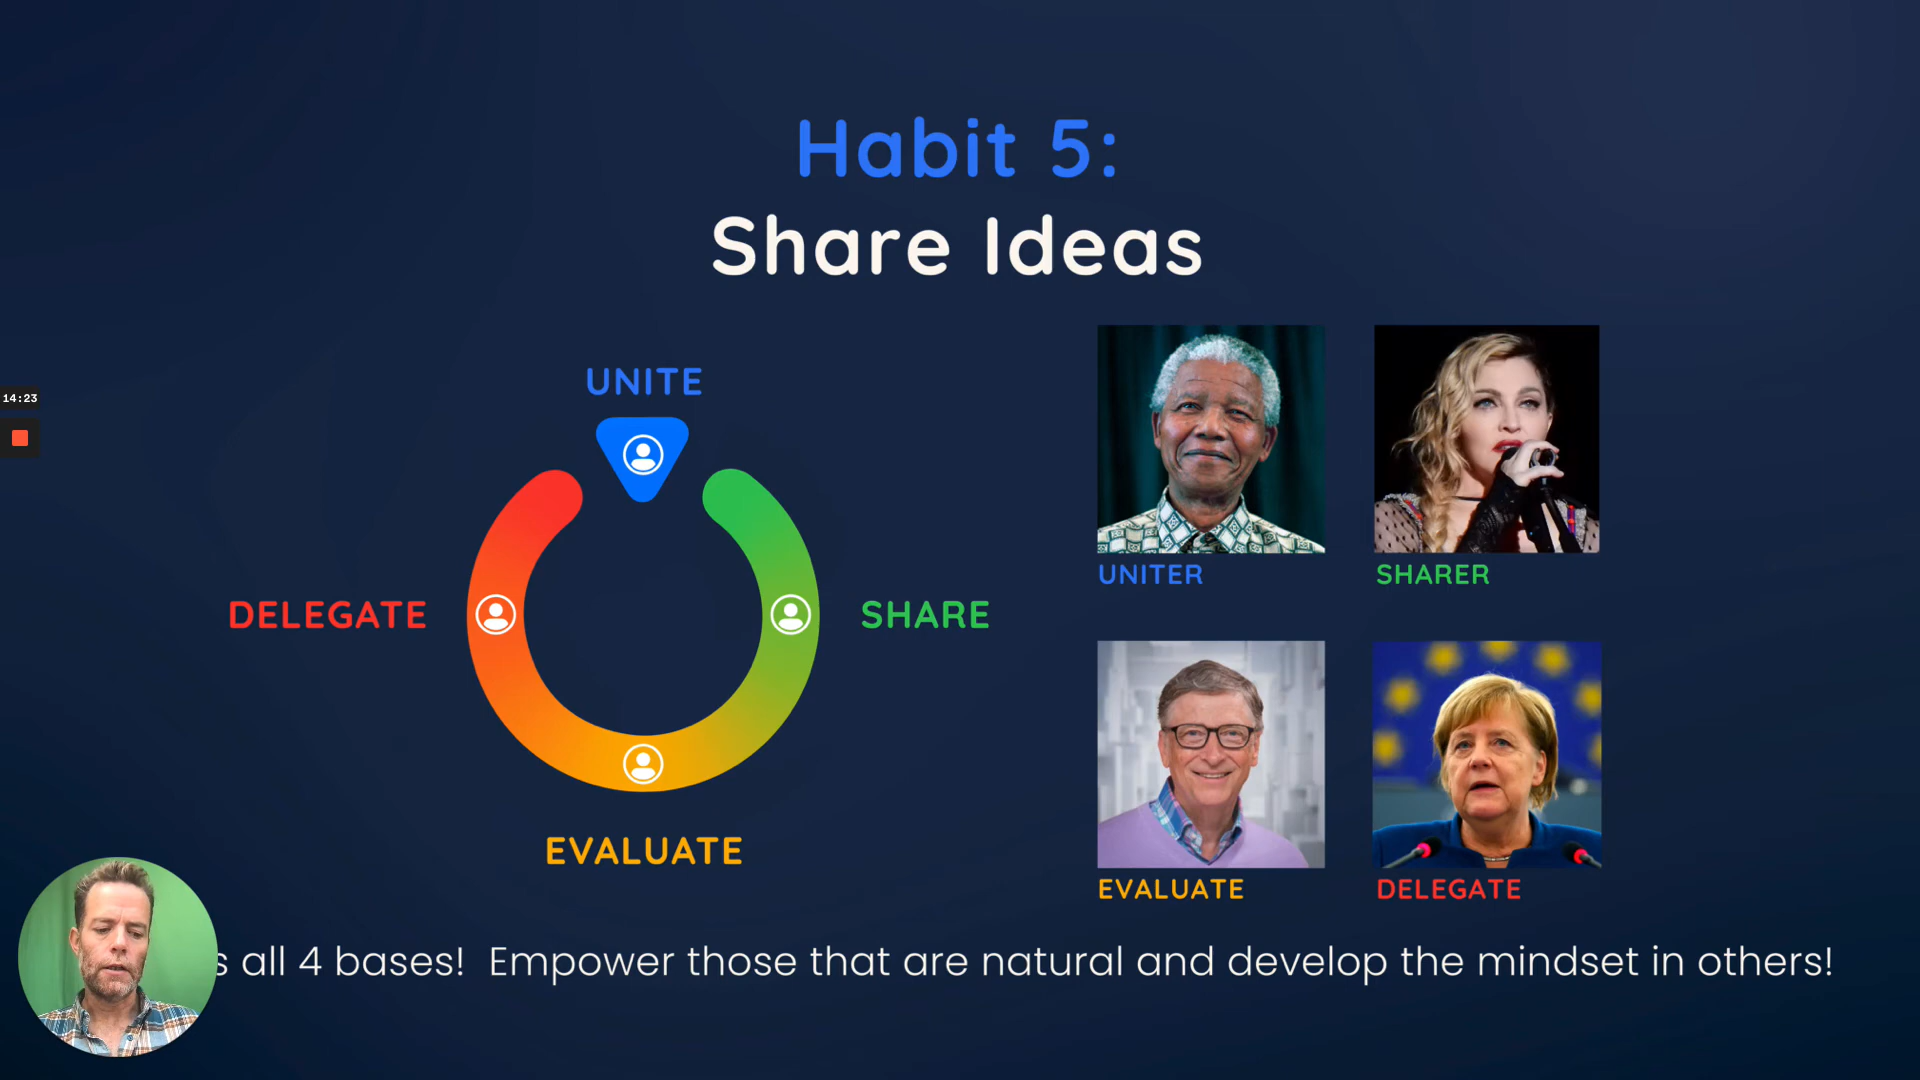 Habit 5:
Share Ideas
UNITE
DELEGATE
SHARE
EVALUATE
UNITER
SHARER
EVALUATE
DELEGATE
all 4 bases! Empower those that are natural and develop the mindset in others!
14:23